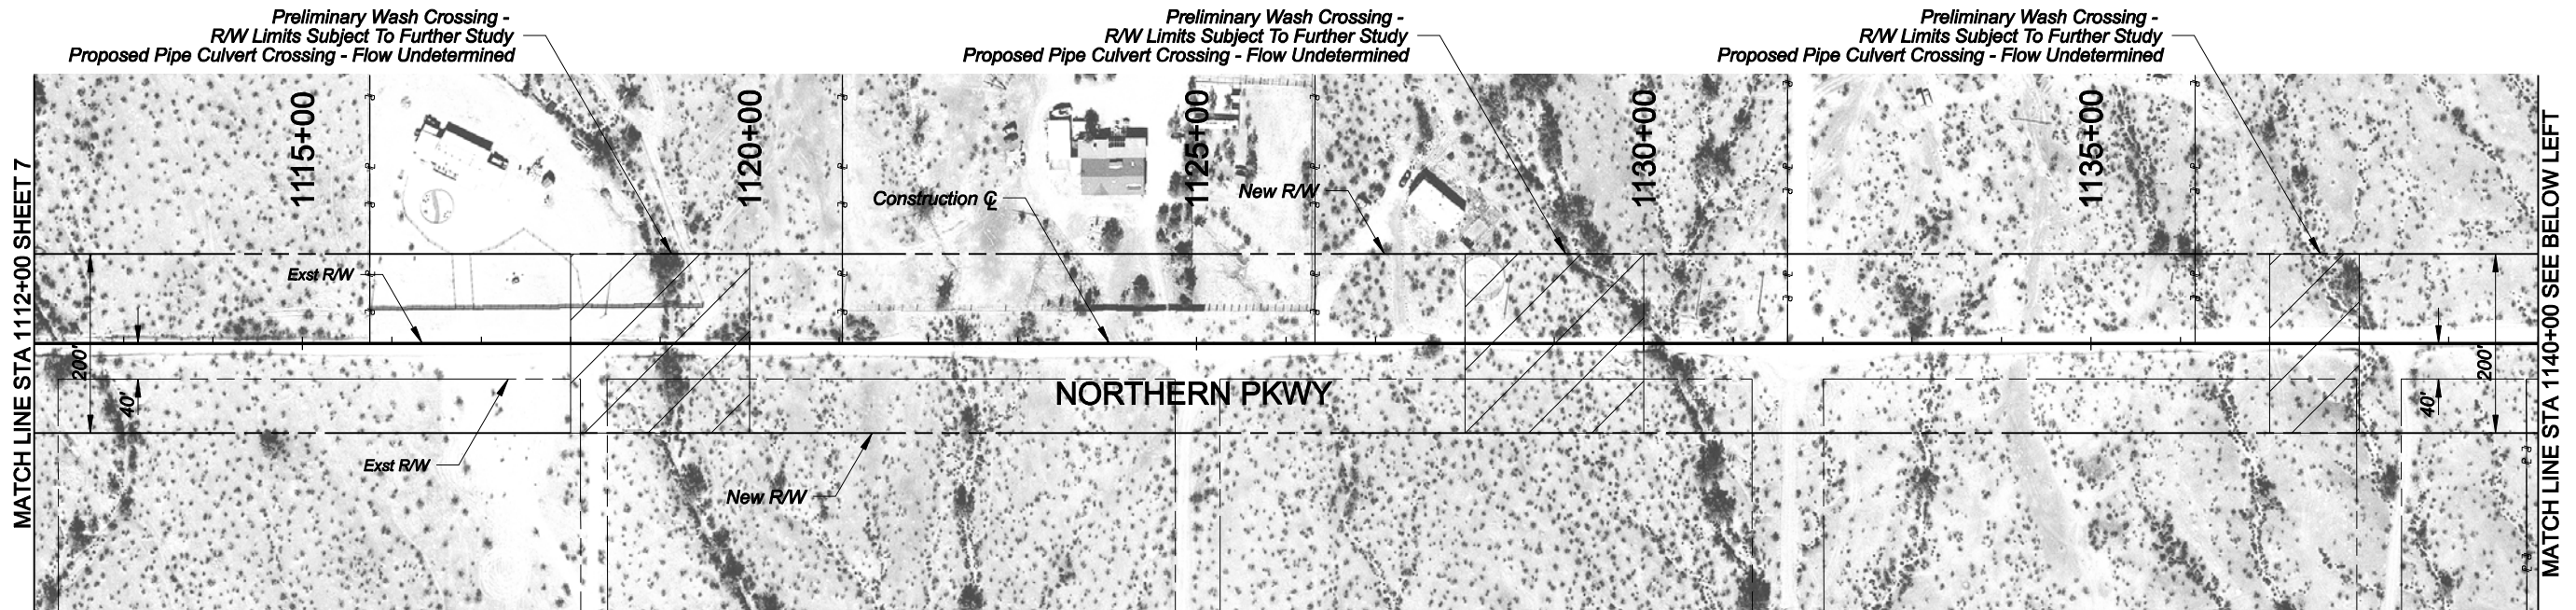 Preliminary Wash Crossing -
R/W Limits Subject To Further Study
Proposed Pipe Culvert Crossing - Flow Undetermined
Preliminary Wash Crossing -
R/W Limits Subject To Further Study
Proposed Pipe Culvert Crossing - Flow Undetermined
Preliminary Wash Crossing -
R/W Limits Subject To Further Study
Proposed Pipe Culvert Crossing - Flow Undetermined
MATCH LINE STA 1112+00 SHEET 7
1115+00
1120+00
1125+00
1130+00
1135+00
MATCH LINE STA 1140+00 SEE BELOW LEFT
Construction ℄
New R/W
Exst R/W
200'
40'
NORTHERN PKWY
200'
40'
Exst R/W
New R/W